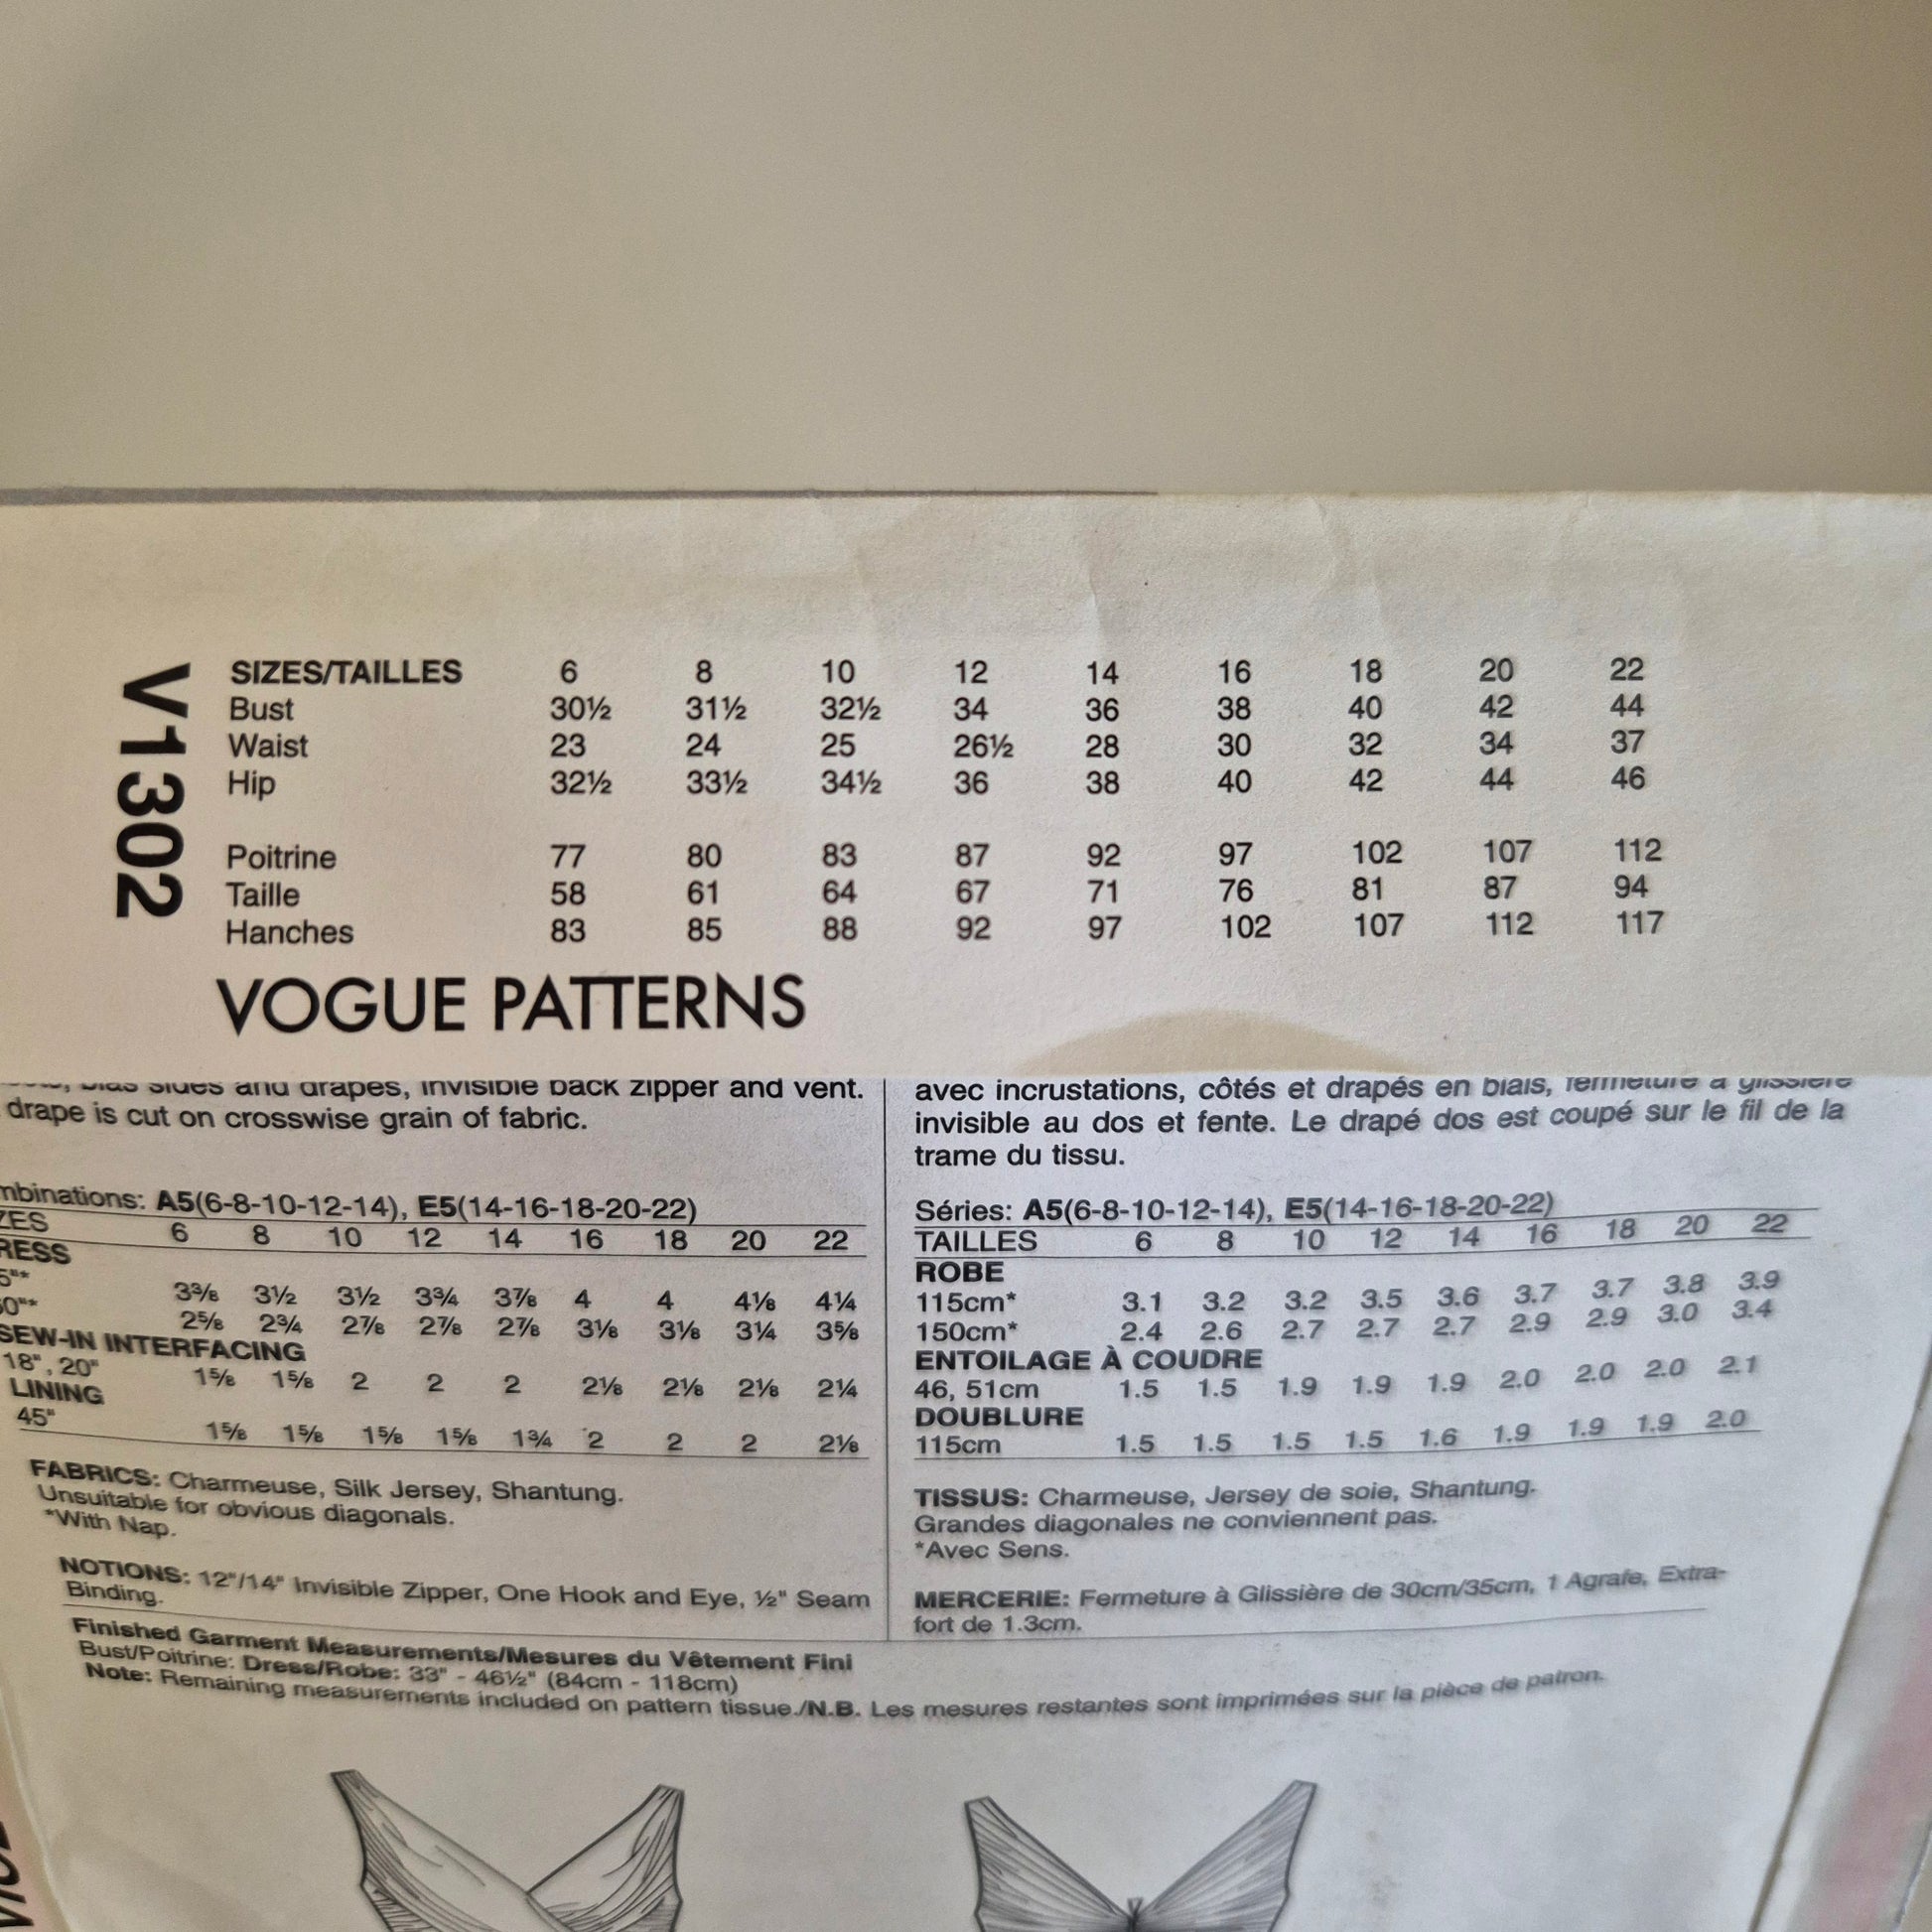 V1302
SIZES/TAILLES 6 8 10 12 14 16 18 20 22
Bust 30½ 31½ 32½ 34 36 38 40 42 44
Waist 23 24 25 26½ 28 30 32 34 37
Hip 32½ 33½ 34½ 36 38 40 42 44 46
Poitrine 77 80 83 87 92 97 102 107 112
Taille 58 61 64 67 71 76 81 87 94
Hanches 83 85 88 92 97 102 107 112 117
VOGUE PATTERNS
sides and drapes, invisible back zipper and vent.
drape is cut on crosswise grain of fabric.
mbinations: A5(6-8-10-12-14), E5(14-16-18-20-22)
ZES 6 8 10 12 14 16 18 20 22
RESS
5"* 3⅜ 3½ 3½ 3¾ 3⅞ 4 4 4⅛ 4¼
60"* 2⅝ 2¾ 2⅞ 2⅞ 2⅞ 3⅛ 3⅛ 3¼ 3⅝
SEW-IN INTERFACING
18", 20" 1⅝ 1⅝ 2 2 2 2⅛ 2⅛ 2⅛ 2¼
LINING
45" 1⅝ 1⅝ 1⅝ 1⅝ 1¾ 2 2 2 2⅛
FABRICS: Charmeuse, Silk Jersey, Shantung.
Unsuitable for obvious diagonals.
*With Nap.
NOTIONS: 12"/14" Invisible Zipper, One Hook and Eye, ½" Seam
Binding.
avec incrustations, côtés et drapés en biais, fermeture à glissière
invisible au dos et fente. Le drapé dos est coupé sur le fil de la
trame du tissu.
Séries: A5(6-8-10-12-14), E5(14-16-18-20-22)
TAILLES 6 8 10 12 14 16 18 20 22
ROBE
115cm* 3.1 3.2 3.2 3.5 3.6 3.7 3.7 3.8 3.9
150cm* 2.4 2.6 2.7 2.7 2.7 2.9 2.9 3.0 3.4
ENTOILAGE À COUDRE
46, 51cm 1.5 1.5 1.9 1.9 1.9 2.0 2.0 2.0 2.1
DOUBLURE
115cm 1.5 1.5 1.5 1.5 1.6 1.9 1.9 1.9 2.0
TISSUS: Charmeuse, Jersey de soie, Shantung.
Grandes diagonales ne conviennent pas.
*Avec Sens.
MERCERIE: Fermeture à Glissière de 30cm/35cm, 1 Agrafe, Extra-
fort de 1.3cm.
Finished Garment Measurements/Mesures du Vêtement Fini
Bust/Poitrine: Dress/Robe: 33" - 46½" (84cm - 118cm)
Note: Remaining measurements included on pattern tissue./N.B. Les mesures restantes sont imprimées sur la pièce de patron.